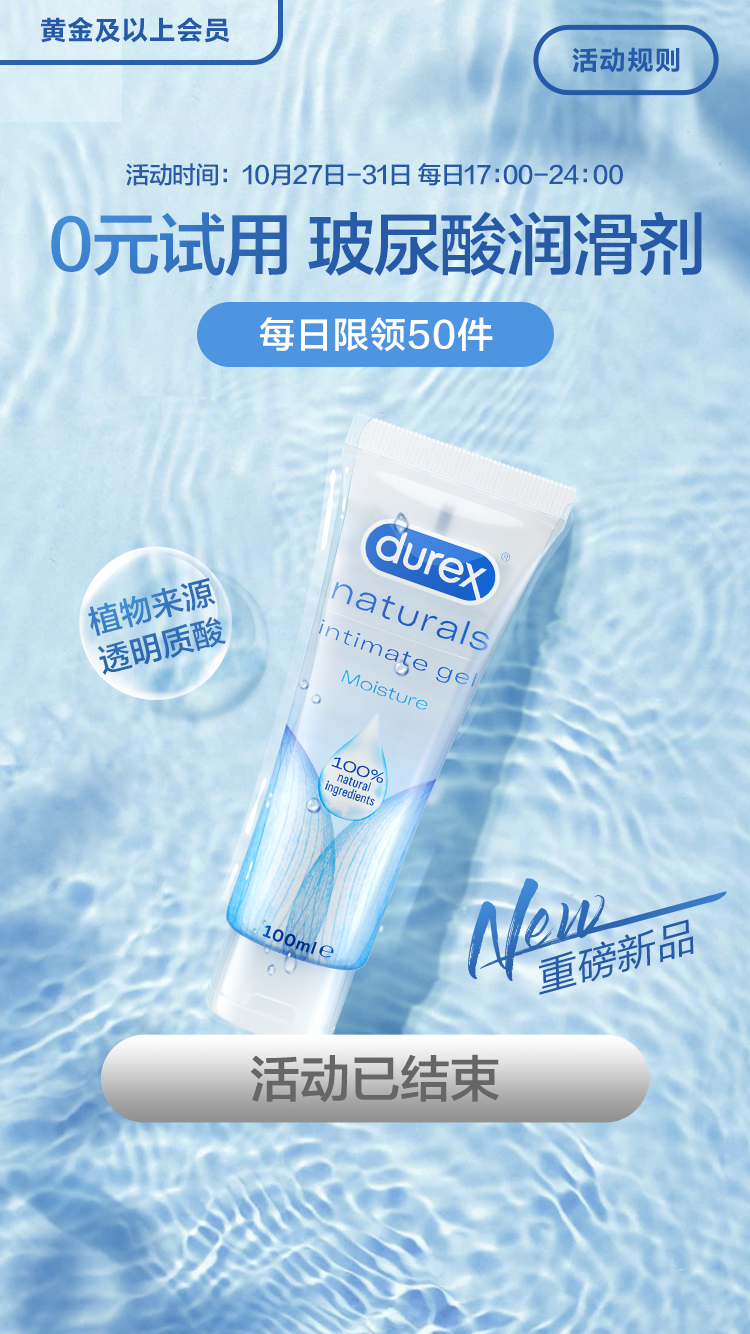 黄金及以上会员
活动规则
活动时间：10月27日-31日 每日17:00-24:00
0元试用 玻尿酸润滑剂
每日限领50件
durex®
naturals
intimate gel
Moisture
植物来源
透明质酸
100%
natural
ingredients
100ml ℮
New
重磅新品
活动已结束